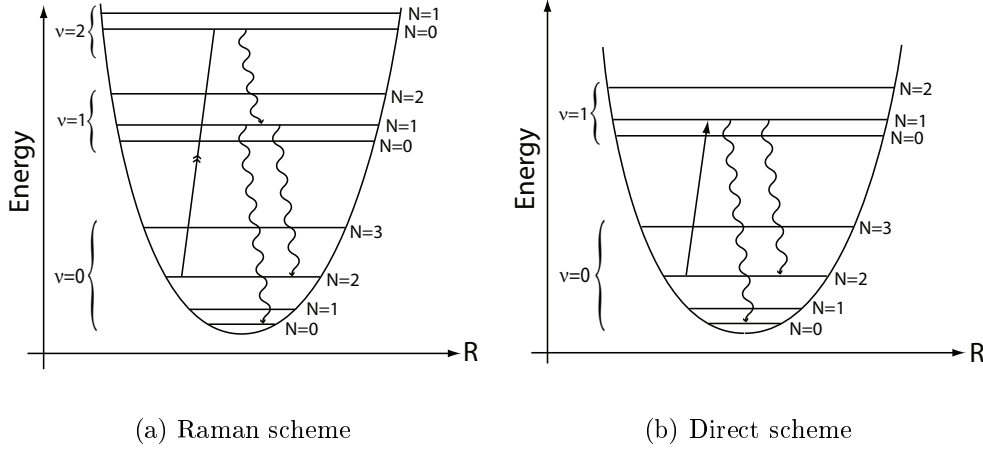 N=1
N=0
ν=2
N=2
ν=1
N=1
N=0
Energy
N=3
ν=0
N=2
N=1
N=0
R
(a) Raman scheme
N=2
ν=1
N=1
N=0
Energy
N=3
ν=0
N=2
N=1
N=0
R
(b) Direct scheme